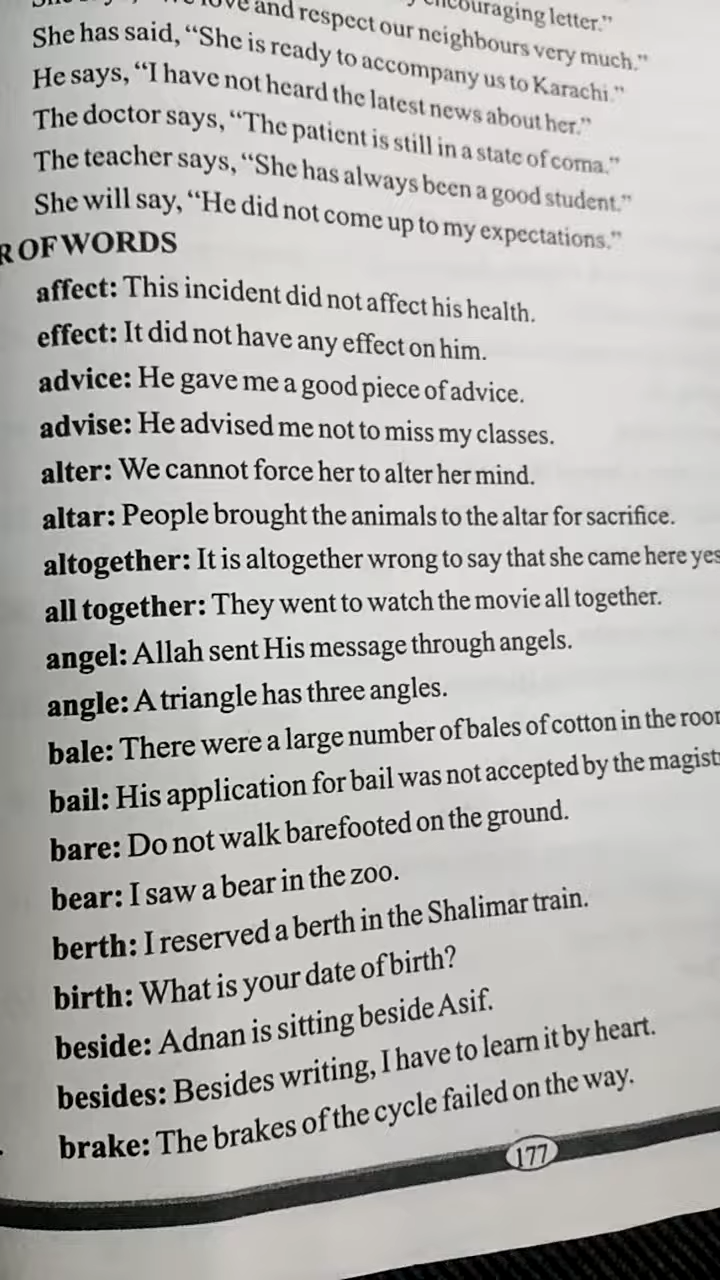 love and respect our neighbours very much."
encouraging letter."
She has said, "She is ready to accompany us to Karachi."
He says, "I have not heard the latest news about her."
The doctor says, "The patient is still in a state of coma."
The teacher says, "She has always been a good student."
She will say, "He did not come up to my expectations."
R OF WORDS
affect: This incident did not affect his health.
effect: It did not have any effect on him.
advice: He gave me a good piece of advice.
advise: He advised me not to miss my classes.
alter: We cannot force her to alter her mind.
altar: People brought the animals to the altar for sacrifice.
altogether: It is altogether wrong to say that she came here yes
all together: They went to watch the movie all together.
angel: Allah sent His message through angels.
angle: A triangle has three angles.
bale: There were a large number of bales of cotton in the roor
bail: His application for bail was not accepted by the magist
bare: Do not walk barefooted on the ground.
bear: I saw a bear in the zoo.
berth: I reserved a berth in the Shalimar train.
birth: What is your date of birth?
beside: Adnan is sitting beside Asif.
besides: Besides writing, I have to learn it by heart.
brake: The brakes of the cycle failed on the way.
177